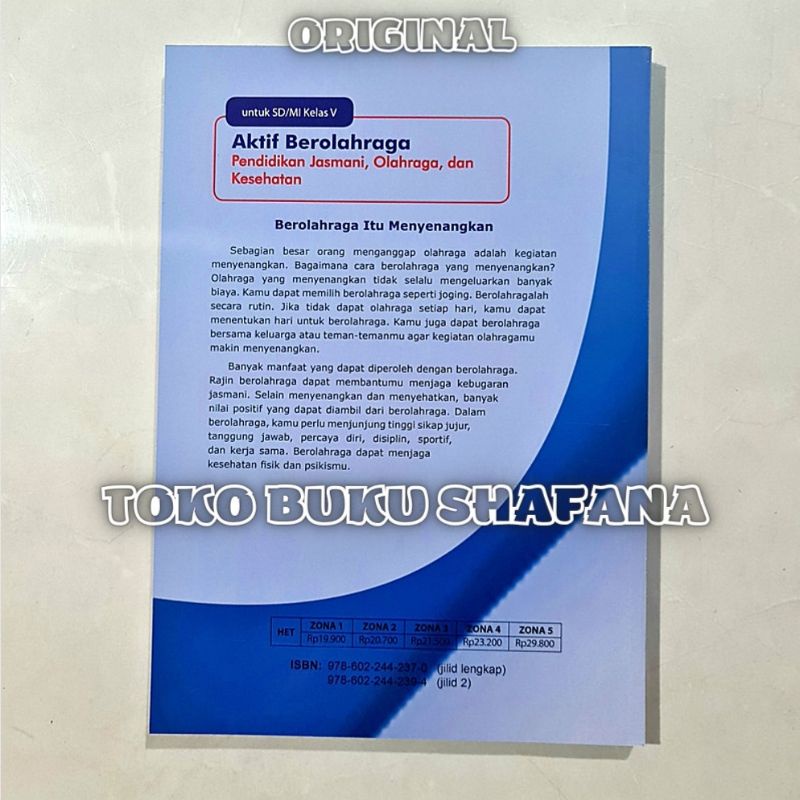 ORIGINAL
untuk SD/MI Kelas V
Aktif Berolahraga
Pendidikan Jasmani, Olahraga, dan
Kesehatan
Berolahraga Itu Menyenangkan
Sebagian besar orang menganggap olahraga adalah kegiatan
menyenangkan. Bagaimana cara berolahraga yang menyenangkan?
Olahraga yang menyenangkan tidak selalu mengeluarkan banyak
biaya. Kamu dapat memilih berolahraga seperti joging. Berolahragalah
secara rutin. Jika tidak dapat olahraga setiap hari, kamu dapat
menentukan hari untuk berolahraga. Kamu juga dapat berolahraga
bersama keluarga atau teman-temanmu agar kegiatan olahragamu
makin menyenangkan.
Banyak manfaat yang dapat diperoleh dengan berolahraga.
Rajin berolahraga dapat membantumu menjaga kebugaran
jasmani. Selain menyenangkan dan menyehatkan, banyak
nilai positif yang dapat diambil dari berolahraga. Dalam
berolahraga, kamu perlu menjunjung tinggi sikap jujur,
tanggung jawab, percaya diri, disiplin, sportif,
dan kerja sama. Berolahraga dapat menjaga
kesehatan fisik dan psikismu.
TOKO BUKU SHAFANA
HET ZONA 1 ZONA 2 ZONA 3 ZONA 4 ZONA 5
Rp19.900 Rp20.700 Rp21.500 Rp23.200 Rp29.800
ISBN: 978-602-244-237-0 (jilid lengkap)
978-602-244-239-4 (jilid 2)